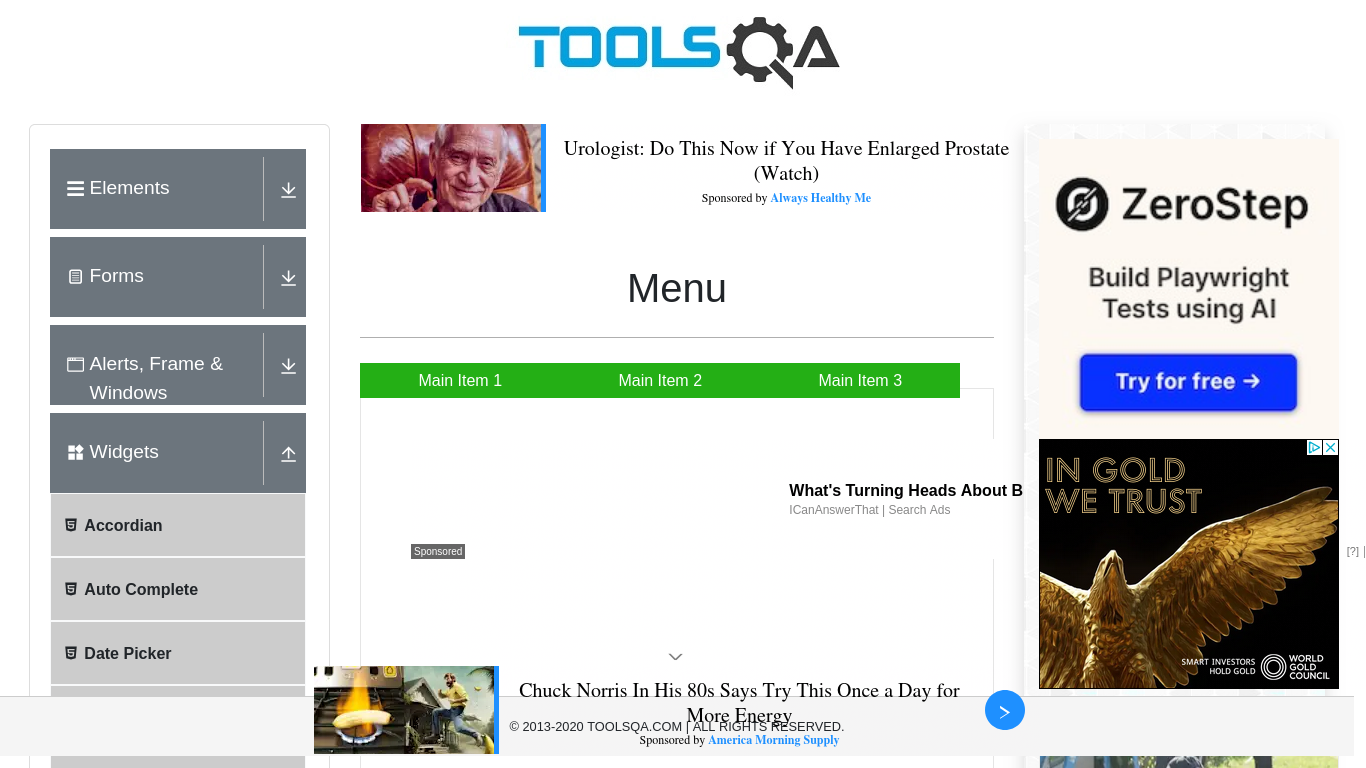 TOOLSQA
Elements
Forms
Alerts, Frame &
Windows
Widgets
Accordian
Auto Complete
Date Picker
Urologist: Do This Now if You Have Enlarged Prostate
(Watch)
Sponsored by Always Healthy Me
Menu
Main Item 1
Main Item 2
Main Item 3
What's Turning Heads About B
ICanAnswerThat | Search Ads
Sponsored
ZeroStep
Build Playwright
Tests using AI
Try for free →
IN GOLD
WE TRUST
SMART INVESTORS
HOLD GOLD
WORLD
GOLD
COUNCIL
[?] |
Chuck Norris In His 80s Says Try This Once a Day for
More Energy
© 2013-2020 TOOLSQA.COM | ALL RIGHTS RESERVED.
Sponsored by America Morning Supply